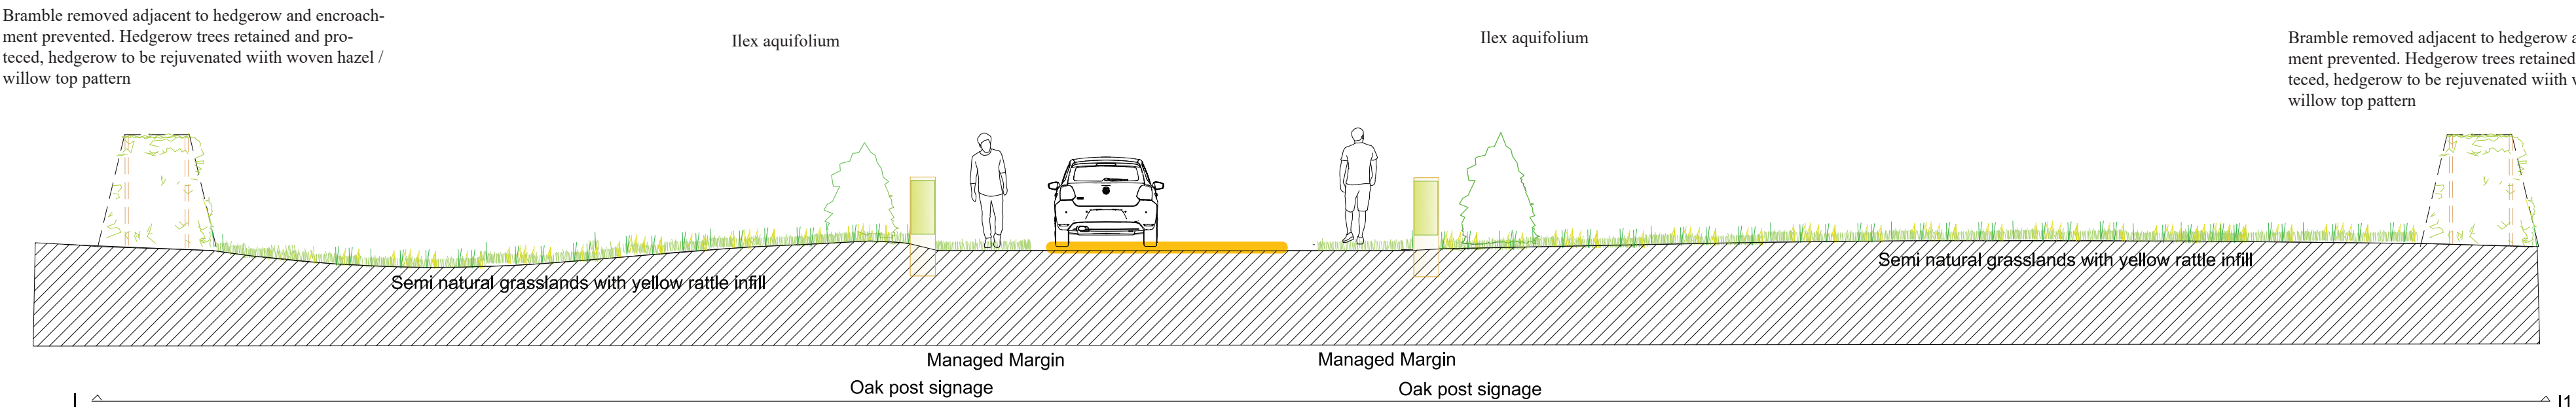 Bramble removed adjacent to hedgerow and encroach-
ment prevented. Hedgerow trees retained and pro-
teced, hedgerow to be rejuvenated wiith woven hazel /
willow top pattern
Ilex aquifolium
Ilex aquifolium
Bramble removed adjacent to hedgerow
ment prevented. Hedgerow trees retained
teced, hedgerow to be rejuvenated wiith
willow top pattern
Semi natural grasslands with yellow rattle infill
Semi natural grasslands with yellow rattle infill
Managed Margin
Managed Margin
Oak post signage
Oak post signage